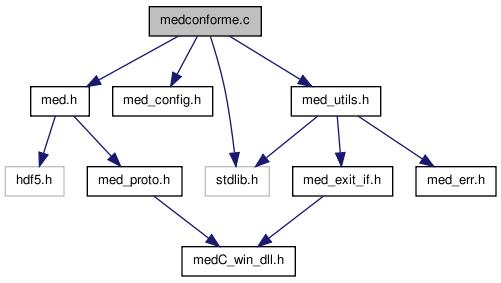 medconforme.c
med.h
med_config.h
med_utils.h
hdf5.h
med_proto.h
stdlib.h
med_exit_if.h
med_err.h
medC_win_dll.h